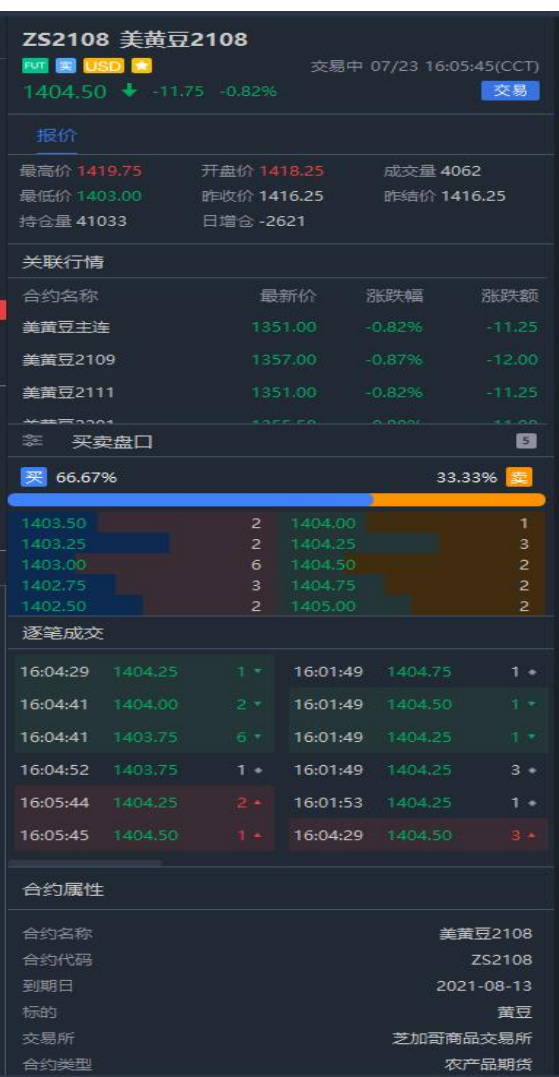 ZS2108 美黄豆2108
FUT 实 USD 交易中 07/23 16:05:45(CCT)
1404.50 -11.75 -0.82% 交易
报价
最高价 1419.75 开盘价 1418.25 成交量 4062
最低价 1403.00 昨收价 1416.25 昨结价 1416.25
持仓量 41033 日增仓 -2621
关联行情
合约名称 最新价 涨跌幅 涨跌额
美黄豆主连 1351.00 -0.82% -11.25
美黄豆2109 1357.00 -0.87% -12.00
美黄豆2111 1351.00 -0.82% -11.25
买卖盘口 5
买 66.67% 33.33% 卖
1403.50 2 1404.00 1
1403.25 2 1404.25 3
1403.00 6 1404.50 2
1402.75 3 1404.75 2
1402.50 2 1405.00 2
逐笔成交
16:04:29 1404.25 1 16:01:49 1404.75 1
16:04:41 1404.00 2 16:01:49 1404.50 1
16:04:41 1403.75 6 16:01:49 1404.25 1
16:04:52 1403.75 1 16:01:49 1404.25 3
16:05:44 1404.25 2 16:01:53 1404.25 1
16:05:45 1404.50 1 16:04:29 1404.50 3
合约属性
合约名称 美黄豆2108
合约代码 ZS2108
到期日 2021-08-13
标的 黄豆
交易所 芝加哥商品交易所
合约类型 农产品期货